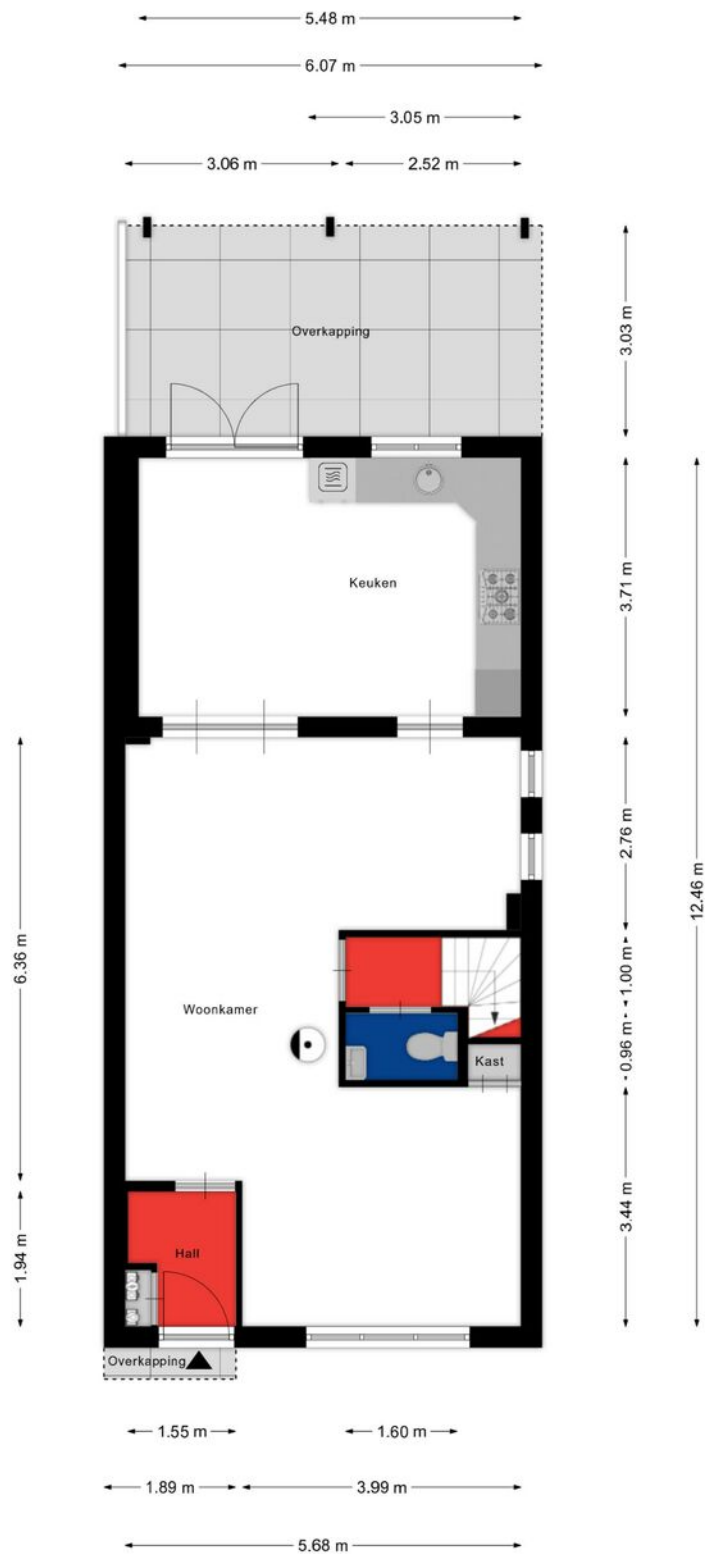 5.48 m
6.07 m
3.05 m
3.06 m
2.52 m
Overkapping
3.03 m
Keuken
3.71 m
2.76 m
12.46 m
6.36 m
Woonkamer
1.00 m
0.96 m
Kast
3.44 m
Hall
1.94 m
Overkapping
1.55 m
1.60 m
1.89 m
3.99 m
5.68 m